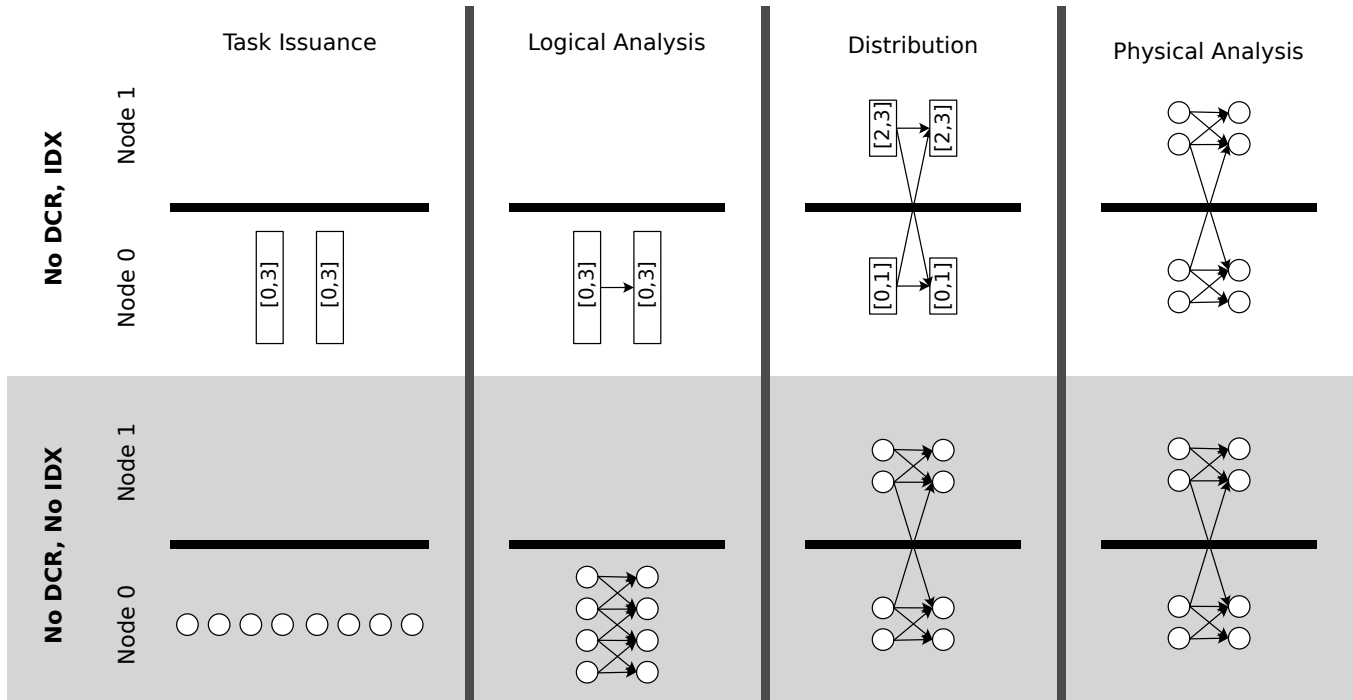 Task Issuance
Logical Analysis
Distribution
Physical Analysis
No DCR, IDX
Node 1
[2,3]
[2,3]
Node 0
[0,3]
[0,3]
[0,3]
[0,3]
[0,1]
[0,1]
No DCR, No IDX
Node 1
Node 0